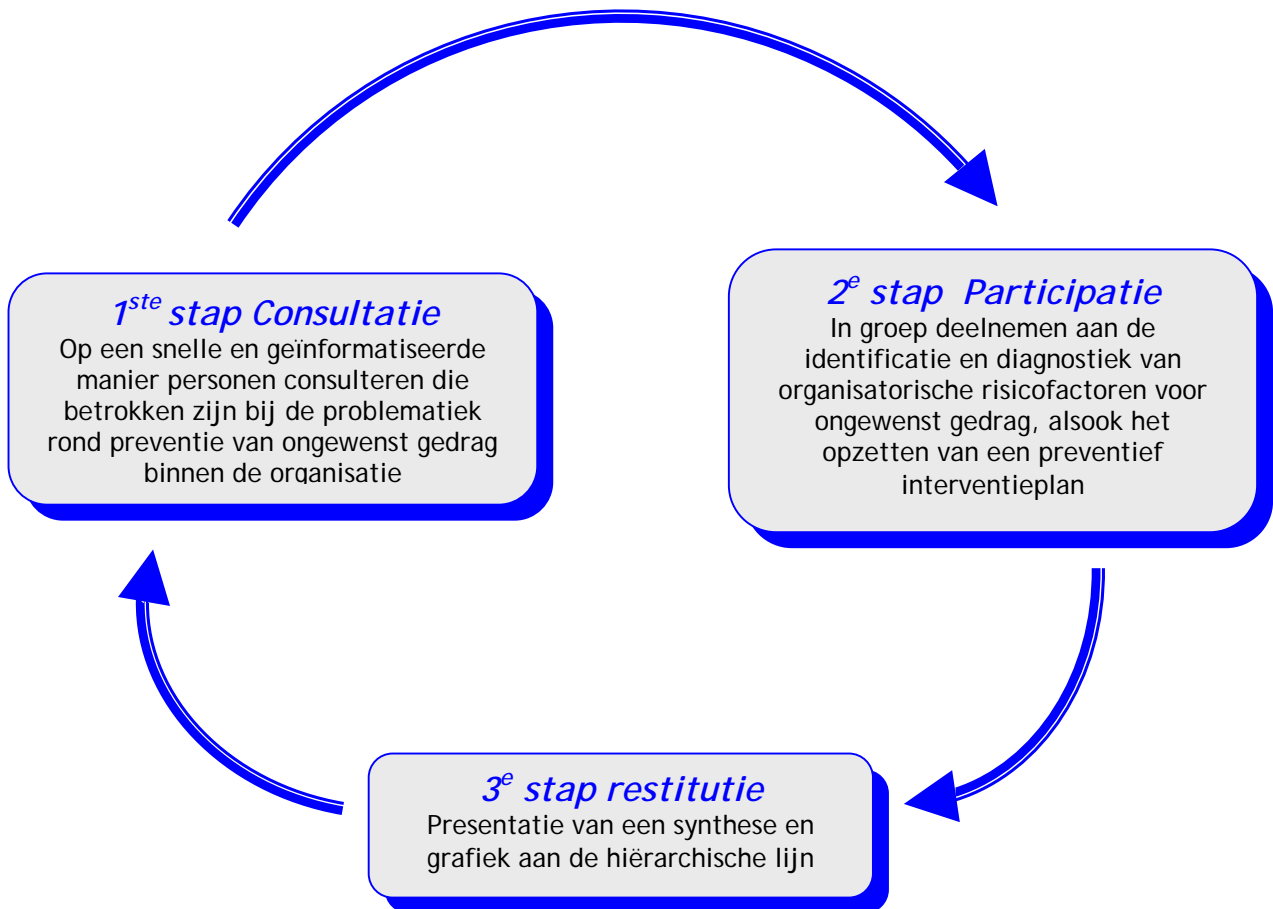 1ste stap Consultatie
Op een snelle en geïnformatiseerde
manier personen consulteren die
betrokken zijn bij de problematiek
rond preventie van ongewenst gedrag
binnen de organisatie
2e stap Participatie
In groep deelnemen aan de
identificatie en diagnostiek van
organisatorische risicofactoren voor
ongewenst gedrag, alsook het
opzetten van een preventief
interventieplan
3e stap restitutie
Presentatie van een synthese en
grafiek aan de hiërarchische lijn